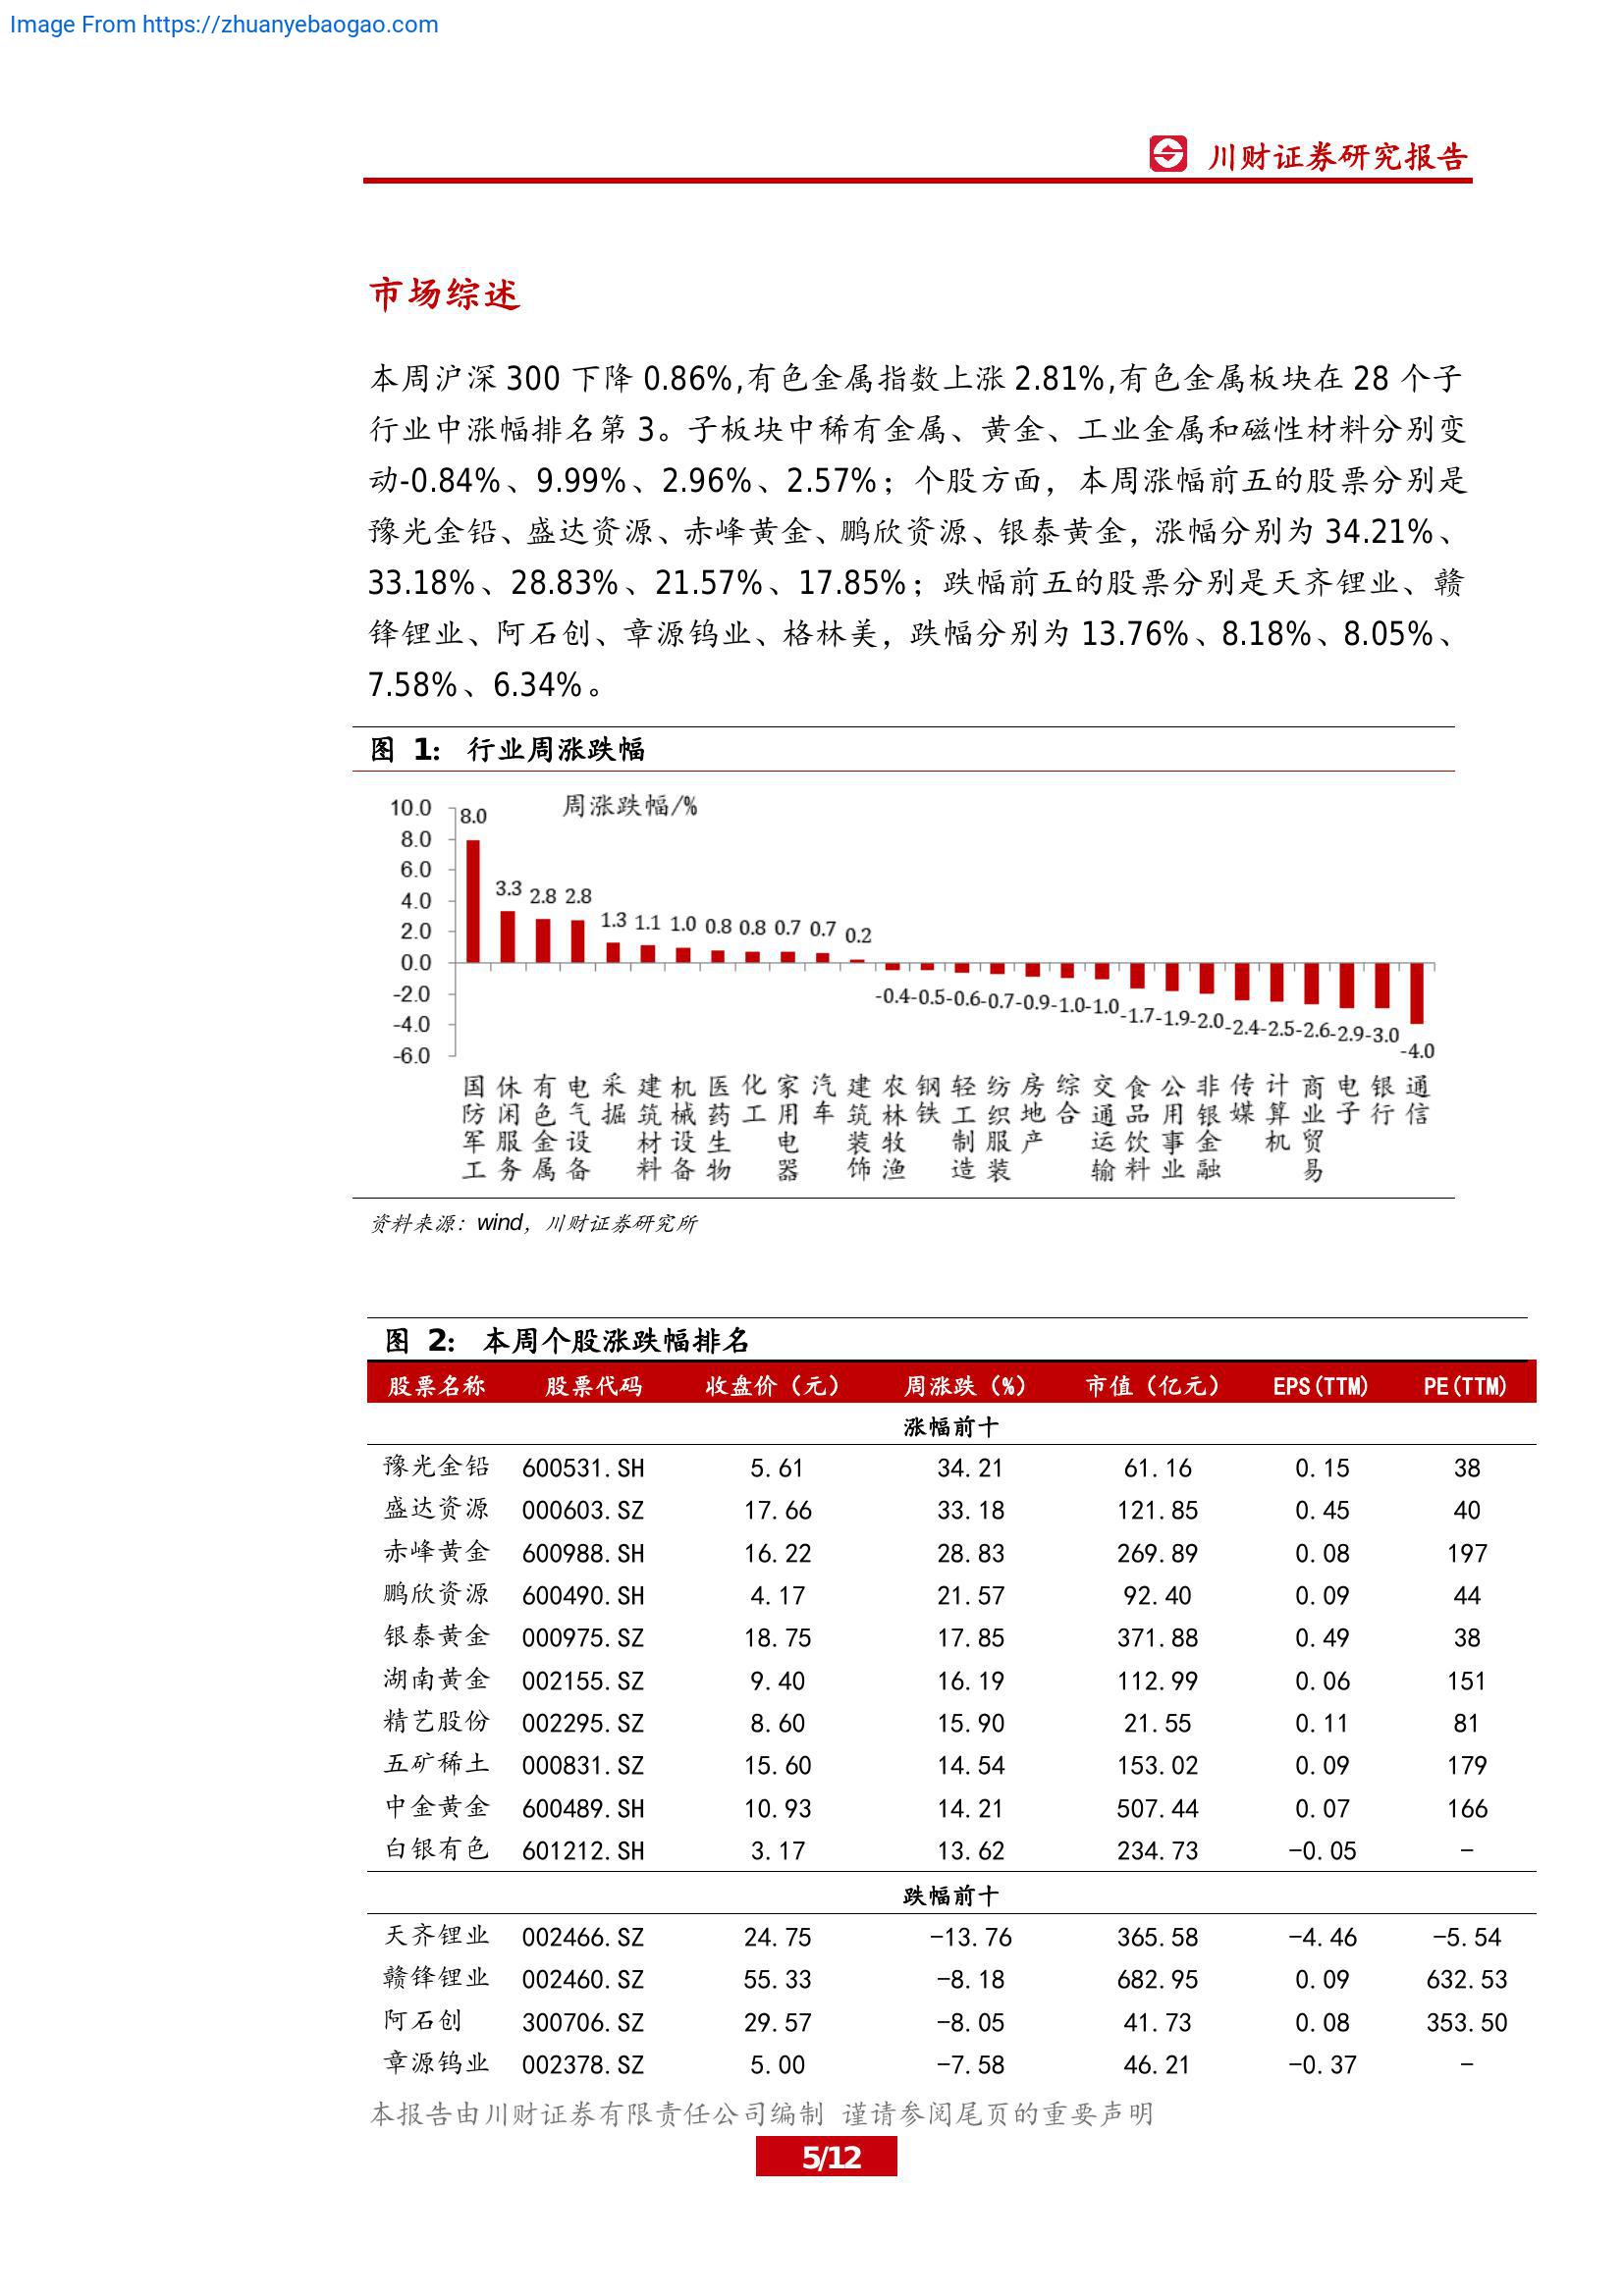 Image From https://zhuanyebaogao.com
川财证券研究报告
市场综述
本周沪深 300 下降 0.86%,有色金属指数上涨 2.81%,有色金属板块在 28 个子
行业中涨幅排名第 3。子板块中稀有金属、黄金、工业金属和磁性材料分别变
动-0.84%、9.99%、2.96%、2.57%；个股方面，本周涨幅前五的股票分别是
豫光金铅、盛达资源、赤峰黄金、鹏欣资源、银泰黄金，涨幅分别为 34.21%、
33.18%、28.83%、21.57%、17.85%；跌幅前五的股票分别是天齐锂业、赣
锋锂业、阿石创、章源钨业、格林美，跌幅分别为 13.76%、8.18%、8.05%、
7.58%、6.34%。
图 1： 行业周涨跌幅
周涨跌幅/%
10.0
8.0
6.0
4.0
2.0
0.0
-2.0
-4.0
-6.0
8.0 3.3 2.8 2.8 1.3 1.1 1.0 0.8 0.8 0.7 0.7 0.2 -0.4 -0.5 -0.6 -0.7 -0.9 -1.0 -1.0 -1.7 -1.9 -2.0 -2.4 -2.5 -2.6 -2.9 -3.0 -4.0
国防军工 休闲服务 有色金属 电气设备 采掘 建筑材料 机械设备 医药生物 化工 家用电器 汽车 建筑装饰 农林牧渔 钢铁 轻工制造 纺织服装 房地产 综合 交通运输 食品饮料 公用事业 非银金融 传媒 计算机 商业贸易 电子 银行 通信
资料来源：wind，川财证券研究所
图 2： 本周个股涨跌幅排名
股票名称 股票代码 收盘价（元） 周涨跌（%） 市值（亿元） EPS(TTM) PE(TTM)
涨幅前十
豫光金铅 600531.SH 5.61 34.21 61.16 0.15 38
盛达资源 000603.SZ 17.66 33.18 121.85 0.45 40
赤峰黄金 600988.SH 16.22 28.83 269.89 0.08 197
鹏欣资源 600490.SH 4.17 21.57 92.40 0.09 44
银泰黄金 000975.SZ 18.75 17.85 371.88 0.49 38
湖南黄金 002155.SZ 9.40 16.19 112.99 0.06 151
精艺股份 002295.SZ 8.60 15.90 21.55 0.11 81
五矿稀土 000831.SZ 15.60 14.54 153.02 0.09 179
中金黄金 600489.SH 10.93 14.21 507.44 0.07 166
白银有色 601212.SH 3.17 13.62 234.73 -0.05 -
跌幅前十
天齐锂业 002466.SZ 24.75 -13.76 365.58 -4.46 -5.54
赣锋锂业 002460.SZ 55.33 -8.18 682.95 0.09 632.53
阿石创 300706.SZ 29.57 -8.05 41.73 0.08 353.50
章源钨业 002378.SZ 5.00 -7.58 46.21 -0.37 -
本报告由川财证券有限责任公司编制 谨请参阅尾页的重要声明
5/12